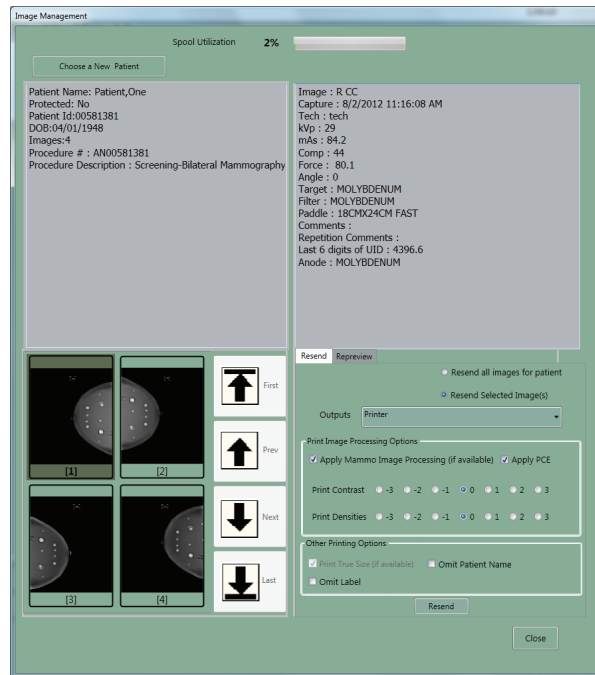 Image Management
Spool Utilization 2%
Choose a New Patient
Patient Name: Patient,One
Protected: No
Patient Id:00581381
DOB:04/01/1948
Images:4
Procedure # : AN00581381
Procedure Description : Screening-Bilateral Mammography
Image : R CC
Capture : 8/2/2012 11:16:08 AM
Tech : tech
kVp : 29
mAs : 84.2
Comp : 44
Force : 80.1
Angle : 0
Target : MOLYBDENUM
Filter : MOLYBDENUM
Paddle : 18CMX24CM FAST
Comments :
Repetition Comments :
Last 6 digits of UID : 4396.6
Anode : MOLYBDENUM
[1]
[2]
[3]
[4]
First
Prev
Next
Last
Resend Repreview
Resend all images for patient
Resend Selected Image(s)
Outputs Printer
Print Image Processing Options
Apply Mammo Image Processing (if available) Apply PCE
Print Contrast -3 -2 -1 0 1 2 3
Print Densities -3 -2 -1 0 1 2 3
Other Printing Options
Print True Size (if available) Omit Patient Name
Omit Label
Resend
Close